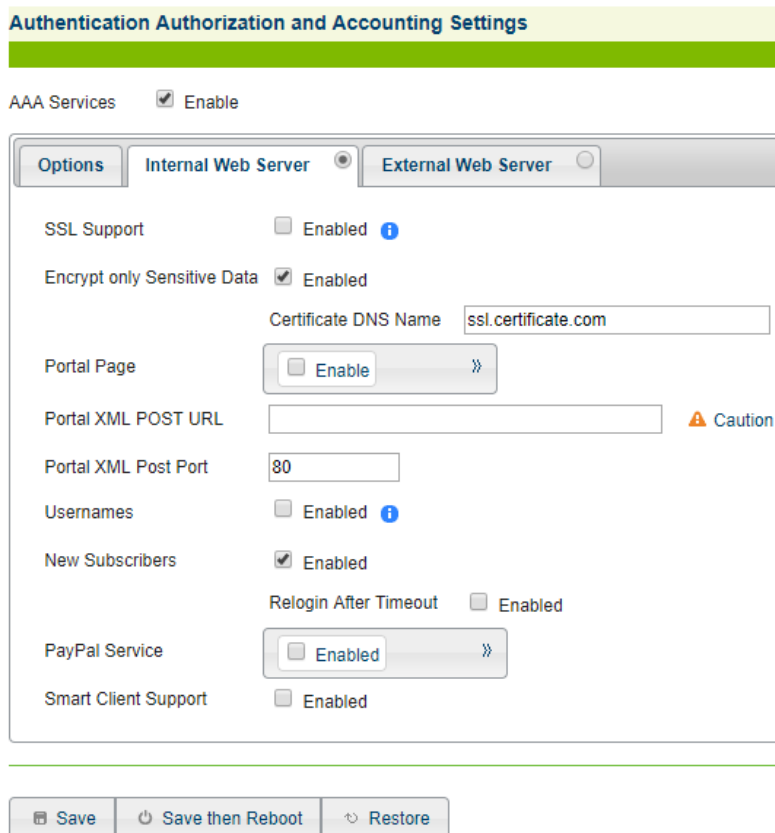 Authentication Authorization and Accounting Settings
AAA Services Enable
Options Internal Web Server External Web Server
SSL Support Enabled
Encrypt only Sensitive Data Enabled
Certificate DNS Name ssl.certificate.com
Portal Page Enable »
Portal XML POST URL Caution
Portal XML Post Port 80
Usernames Enabled
New Subscribers Enabled
Relogin After Timeout Enabled
PayPal Service Enabled »
Smart Client Support Enabled
Save Save then Reboot Restore